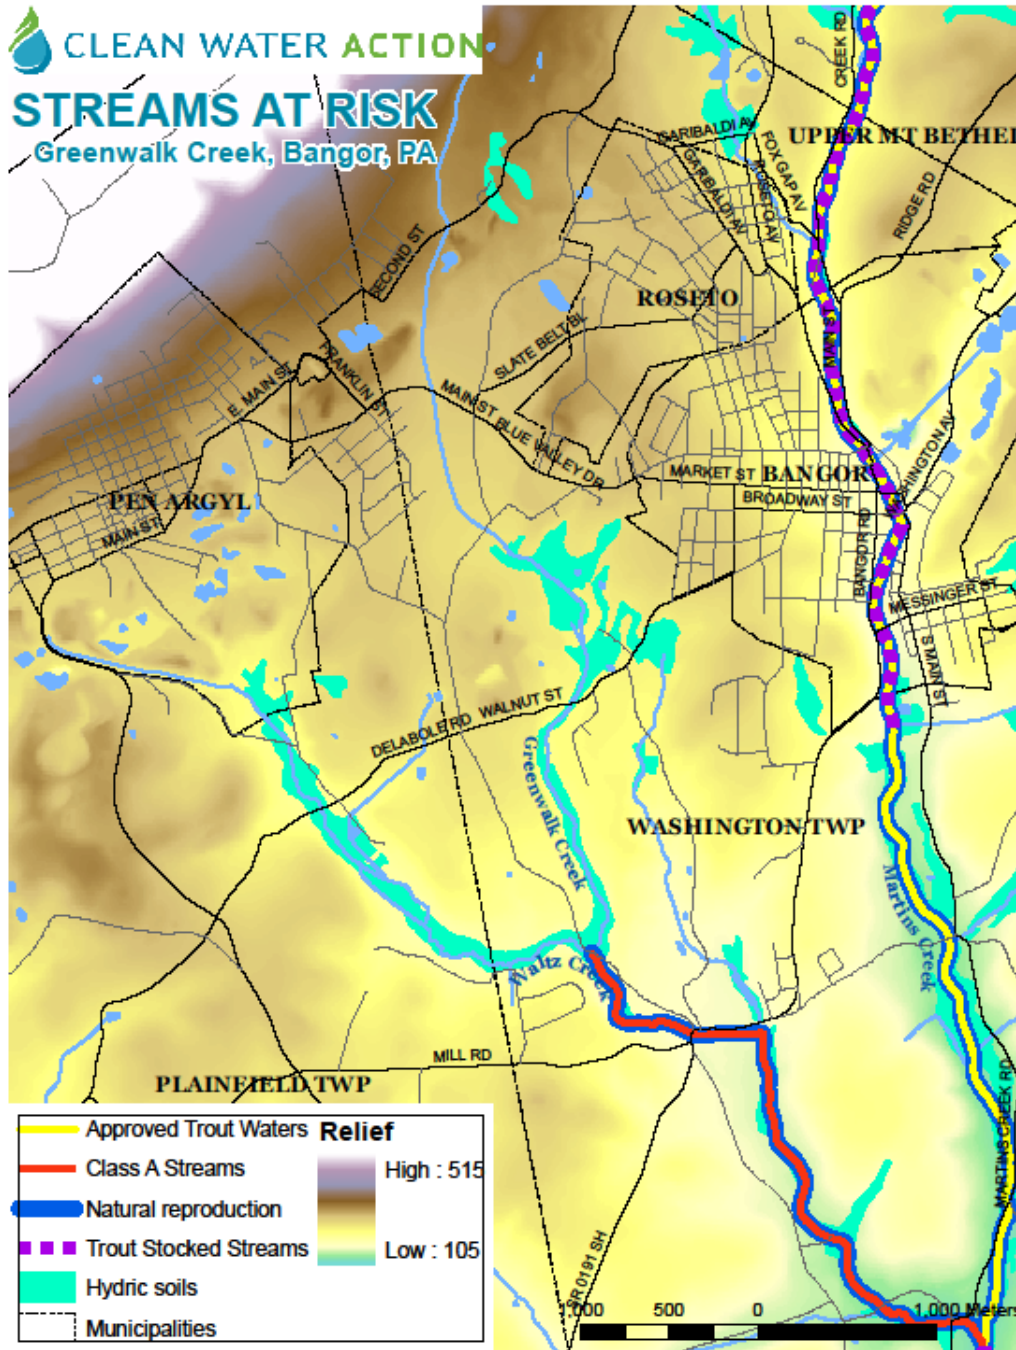 CLEAN WATER ACTION
STREAMS AT RISK
Greenwalk Creek, Bangor, PA
CREEK RD
GARIBALDI AV
UPPER MT BETHEL
FOX GAP AV
ROSETO AV
GARIBALDI AV
RIDGE RD
SECOND ST
ROSETO
MAIN ST
SLATE BELT BL
FRANKLIN ST
E. MAIN ST
MAIN ST
BLUE VALLEY DR
WASHINGTON AV
MARKET ST
BANGOR
BROADWAY ST
PEN ARGYL
MAIN ST
BANGOR RD
MESSINGER ST
S MAIN ST
DELABOLE RD
WALNUT ST
Greenwalk Creek
WASHINGTON TWP
Martins Creek
Waltz Creek
MILL RD
PLAINFIELD TWP
MARTINS CREEK RD
SR 0191 SH
Approved Trout Waters
Class A Streams
Natural reproduction
Trout Stocked Streams
Hydric soils
Municipalities
Relief
High : 515
Low : 105
1,000 500 0 1,000 Meters